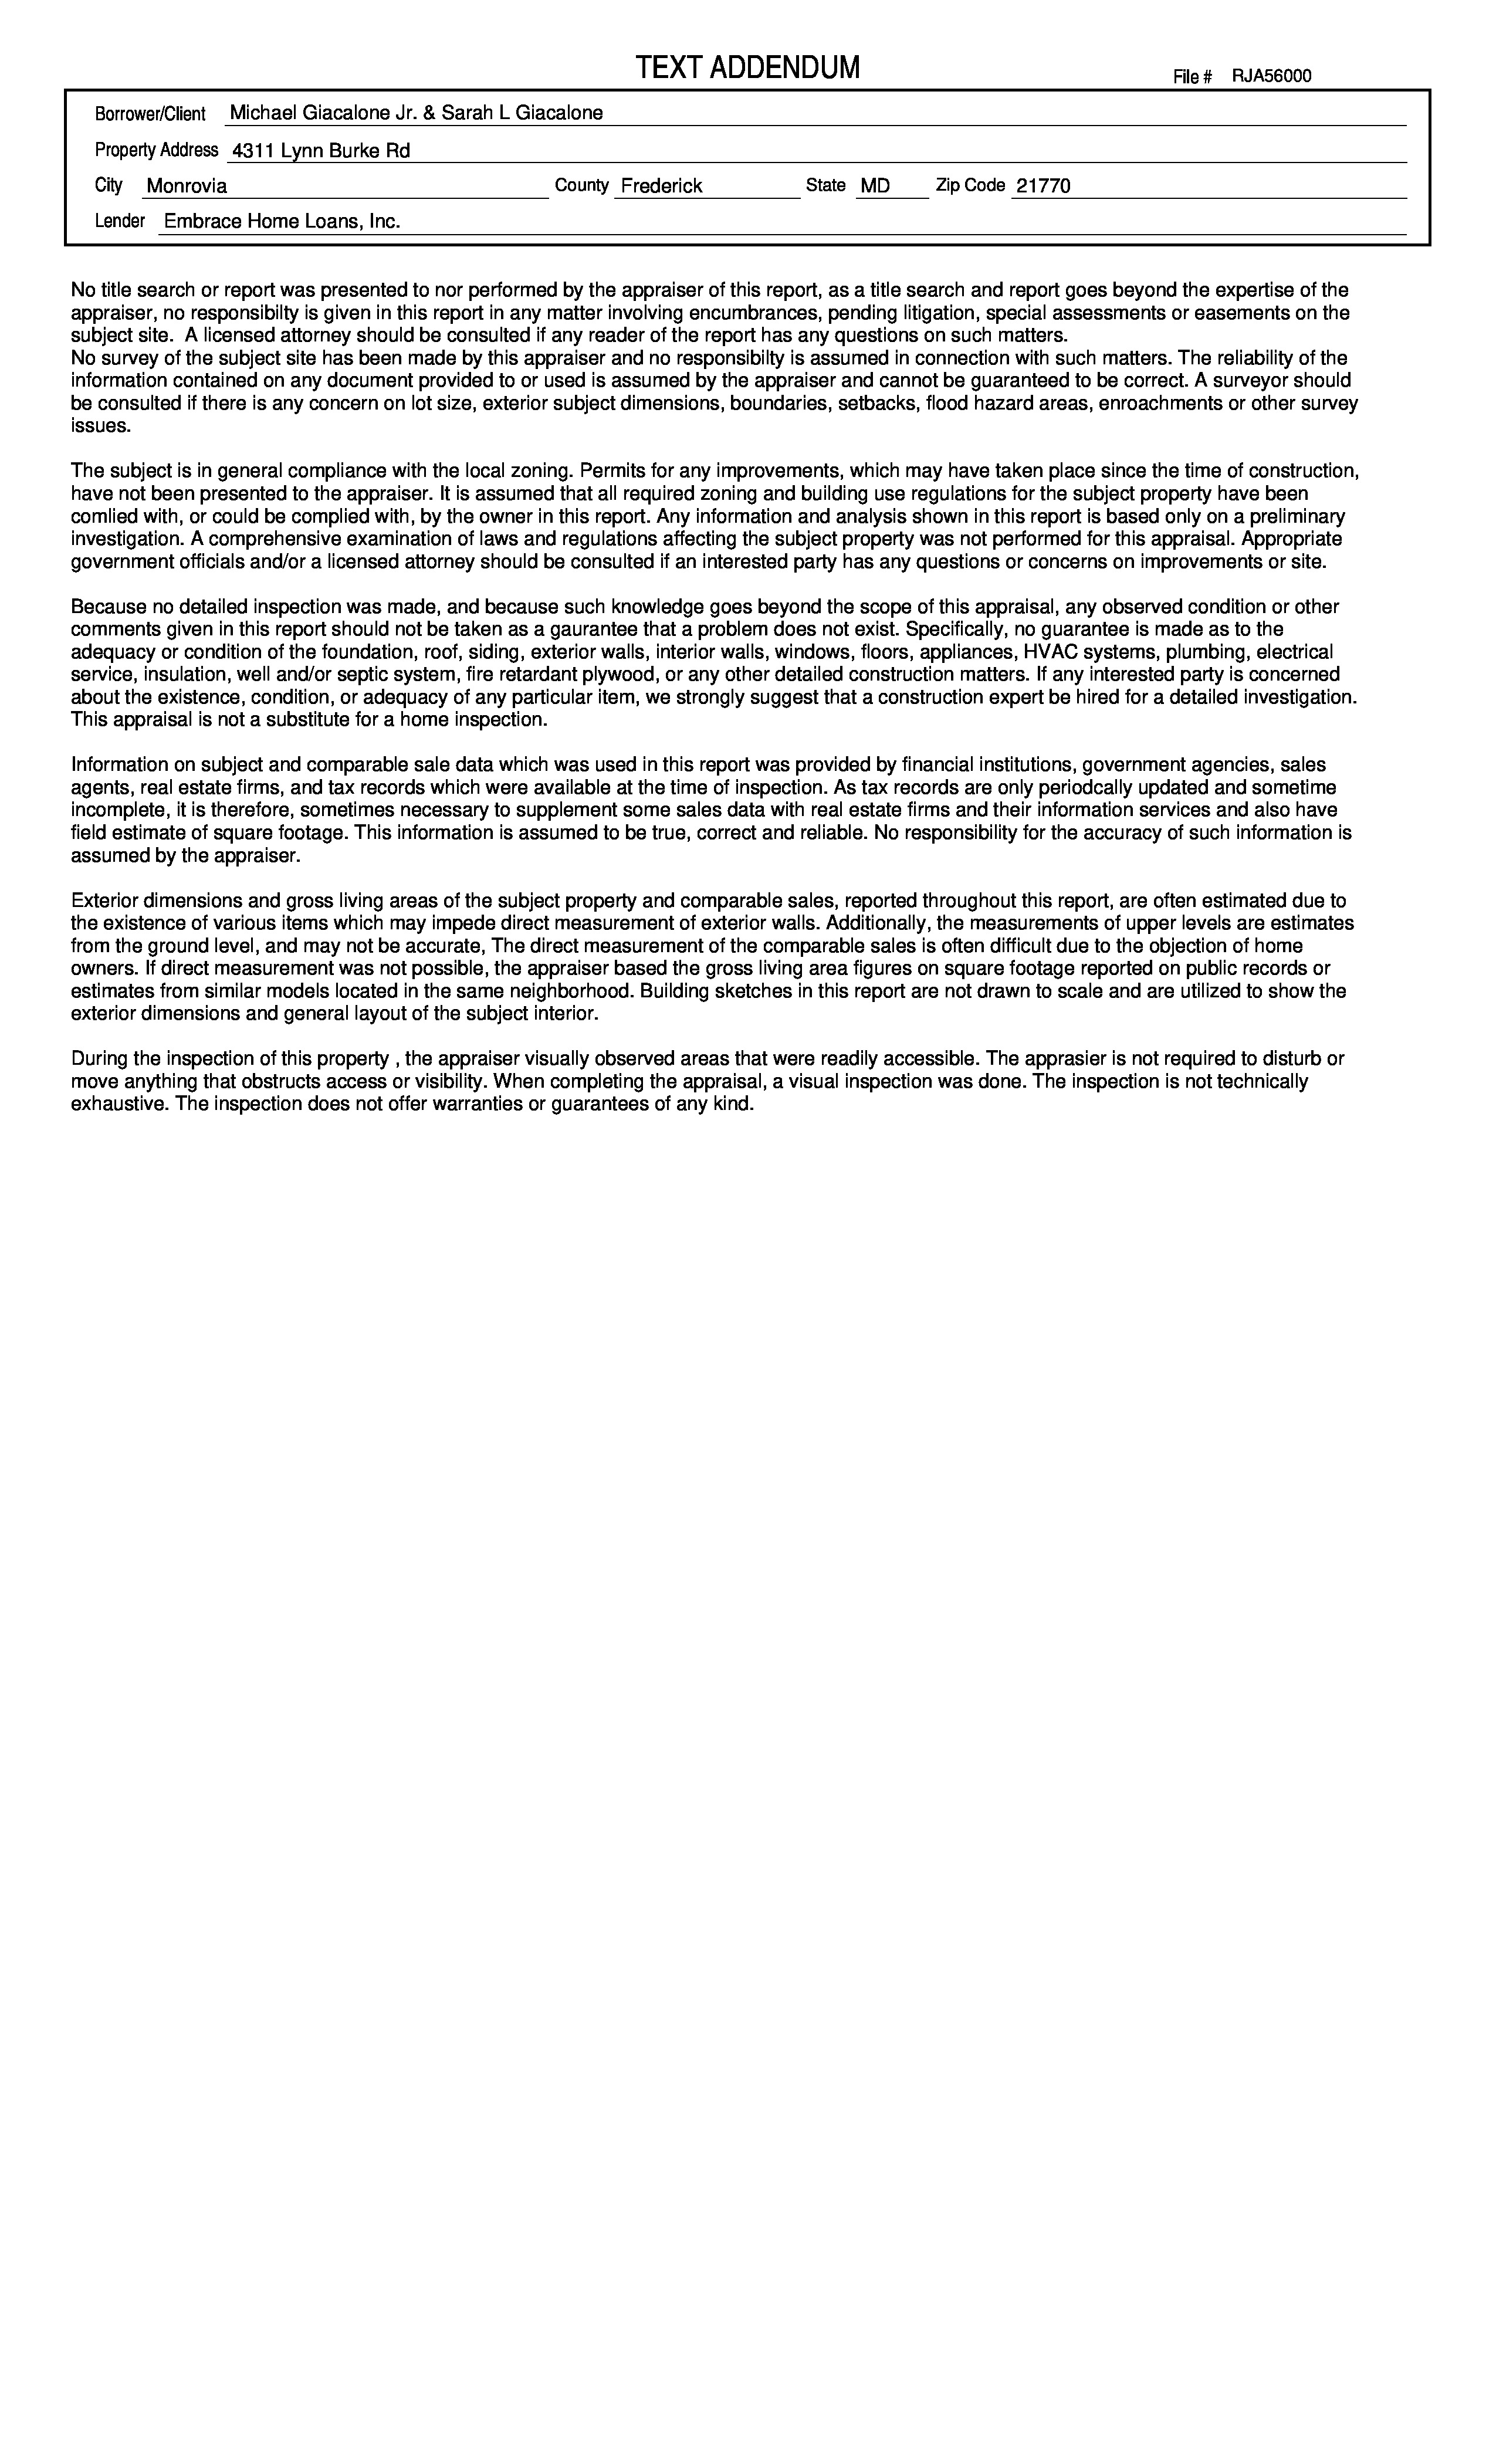 TEXT ADDENDUM
File # RJA56000
Borrower/Client Michael Giacalone Jr. & Sarah L Giacalone
Property Address 4311 Lynn Burke Rd
City Monrovia County Frederick State MD Zip Code 21770
Lender Embrace Home Loans, Inc.
No title search or report was presented to nor performed by the appraiser of this report, as a title search and report goes beyond the expertise of the
appraiser, no responsibilty is given in this report in any matter involving encumbrances, pending litigation, special assessments or easements on the
subject site.  A licensed attorney should be consulted if any reader of the report has any questions on such matters.
No survey of the subject site has been made by this appraiser and no responsibilty is assumed in connection with such matters. The reliability of the
information contained on any document provided to or used is assumed by the appraiser and cannot be guaranteed to be correct. A surveyor should
be consulted if there is any concern on lot size, exterior subject dimensions, boundaries, setbacks, flood hazard areas, enroachments or other survey
issues.
The subject is in general compliance with the local zoning. Permits for any improvements, which may have taken place since the time of construction,
have not been presented to the appraiser. It is assumed that all required zoning and building use regulations for the subject property have been
comlied with, or could be complied with, by the owner in this report. Any information and analysis shown in this report is based only on a preliminary
investigation. A comprehensive examination of laws and regulations affecting the subject property was not performed for this appraisal. Appropriate
government officials and/or a licensed attorney should be consulted if an interested party has any questions or concerns on improvements or site.
Because no detailed inspection was made, and because such knowledge goes beyond the scope of this appraisal, any observed condition or other
comments given in this report should not be taken as a gaurantee that a problem does not exist. Specifically, no guarantee is made as to the
adequacy or condition of the foundation, roof, siding, exterior walls, interior walls, windows, floors, appliances, HVAC systems, plumbing, electrical
service, insulation, well and/or septic system, fire retardant plywood, or any other detailed construction matters. If any interested party is concerned
about the existence, condition, or adequacy of any particular item, we strongly suggest that a construction expert be hired for a detailed investigation.
This appraisal is not a substitute for a home inspection.
Information on subject and comparable sale data which was used in this report was provided by financial institutions, government agencies, sales
agents, real estate firms, and tax records which were available at the time of inspection. As tax records are only periodcally updated and sometime
incomplete, it is therefore, sometimes necessary to supplement some sales data with real estate firms and their information services and also have
field estimate of square footage. This information is assumed to be true, correct and reliable. No responsibility for the accuracy of such information is
assumed by the appraiser.
Exterior dimensions and gross living areas of the subject property and comparable sales, reported throughout this report, are often estimated due to
the existence of various items which may impede direct measurement of exterior walls. Additionally, the measurements of upper levels are estimates
from the ground level, and may not be accurate, The direct measurement of the comparable sales is often difficult due to the objection of home
owners. If direct measurement was not possible, the appraiser based the gross living area figures on square footage reported on public records or
estimates from similar models located in the same neighborhood. Building sketches in this report are not drawn to scale and are utilized to show the
exterior dimensions and general layout of the subject interior.
During the inspection of this property , the appraiser visually observed areas that were readily accessible. The apprasier is not required to disturb or
move anything that obstructs access or visibility. When completing the appraisal, a visual inspection was done. The inspection is not technically
exhaustive. The inspection does not offer warranties or guarantees of any kind.